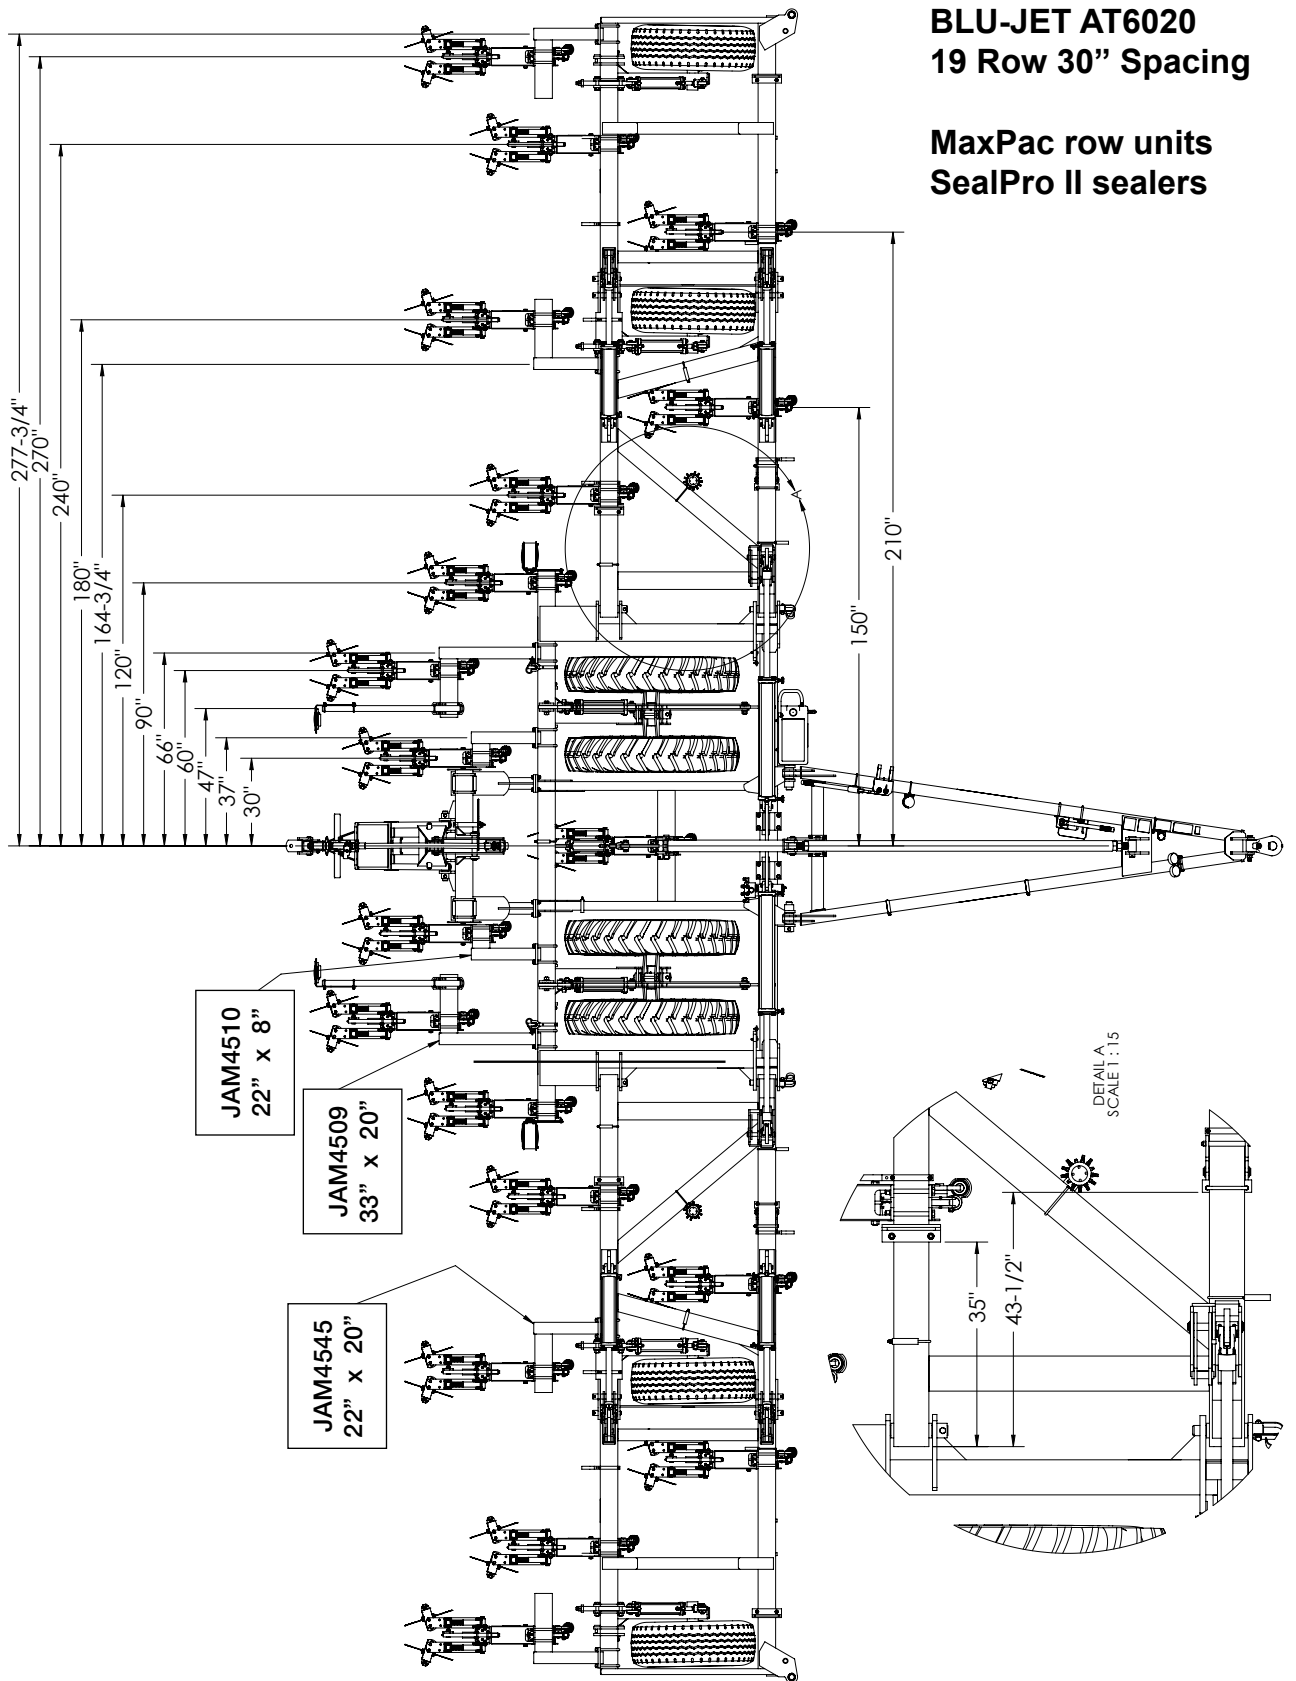 BLU-JET AT6020
19 Row 30” Spacing
MaxPac row units
SealPro II sealers
277-3/4"
270"
240"
180"
164-3/4"
120"
90"
66"
60"
47"
37"
30"
210"
150"
A
JAM4510
22” x 8”
JAM4509
33” x 20”
JAM4545
22” x 20”
DETAIL A
SCALE 1 : 15
35"
43-1/2"